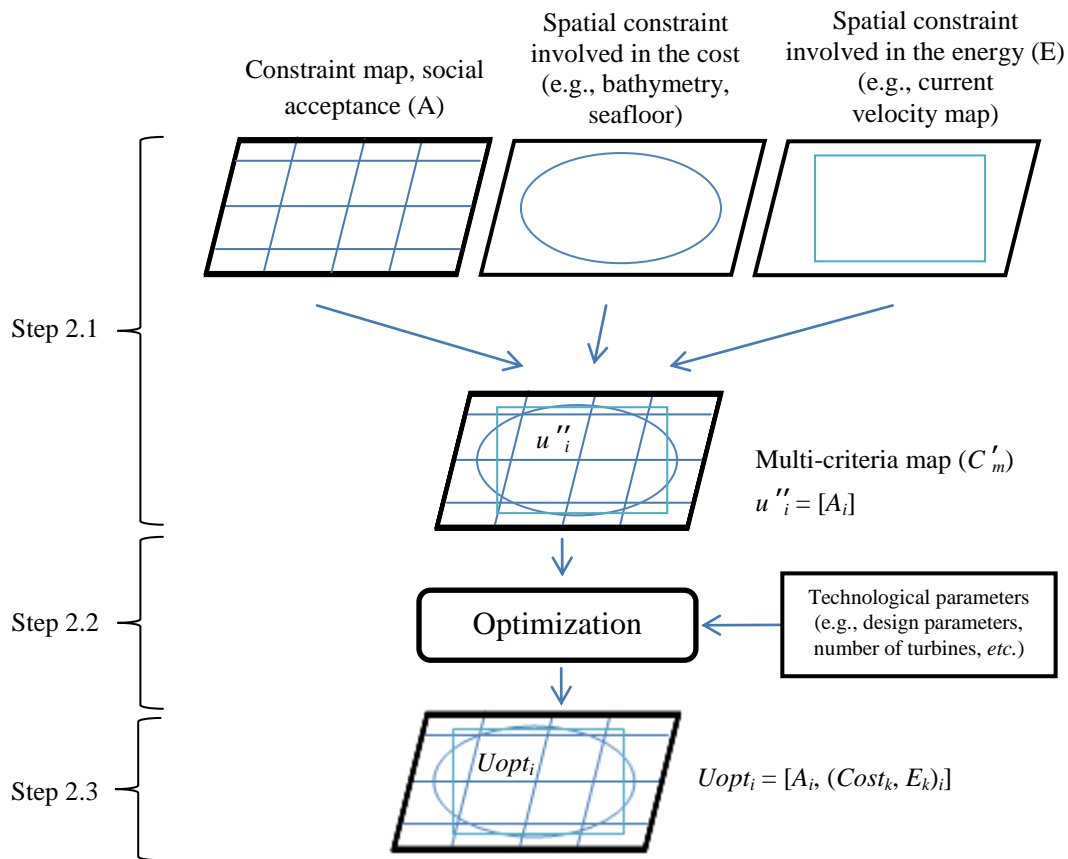 Constraint map, social
acceptance (A)
Spatial constraint
involved in the cost
(e.g., bathymetry,
seafloor)
Spatial constraint
involved in the energy (E)
(e.g., current
velocity map)
Step 2.1
u″i
Multi-criteria map (C′m)
u″i = [Ai]
Step 2.2
Optimization
Technological parameters
(e.g., design parameters,
number of turbines, etc.)
Step 2.3
Uopti
Uopti = [Ai, (Costk, Ek)i]